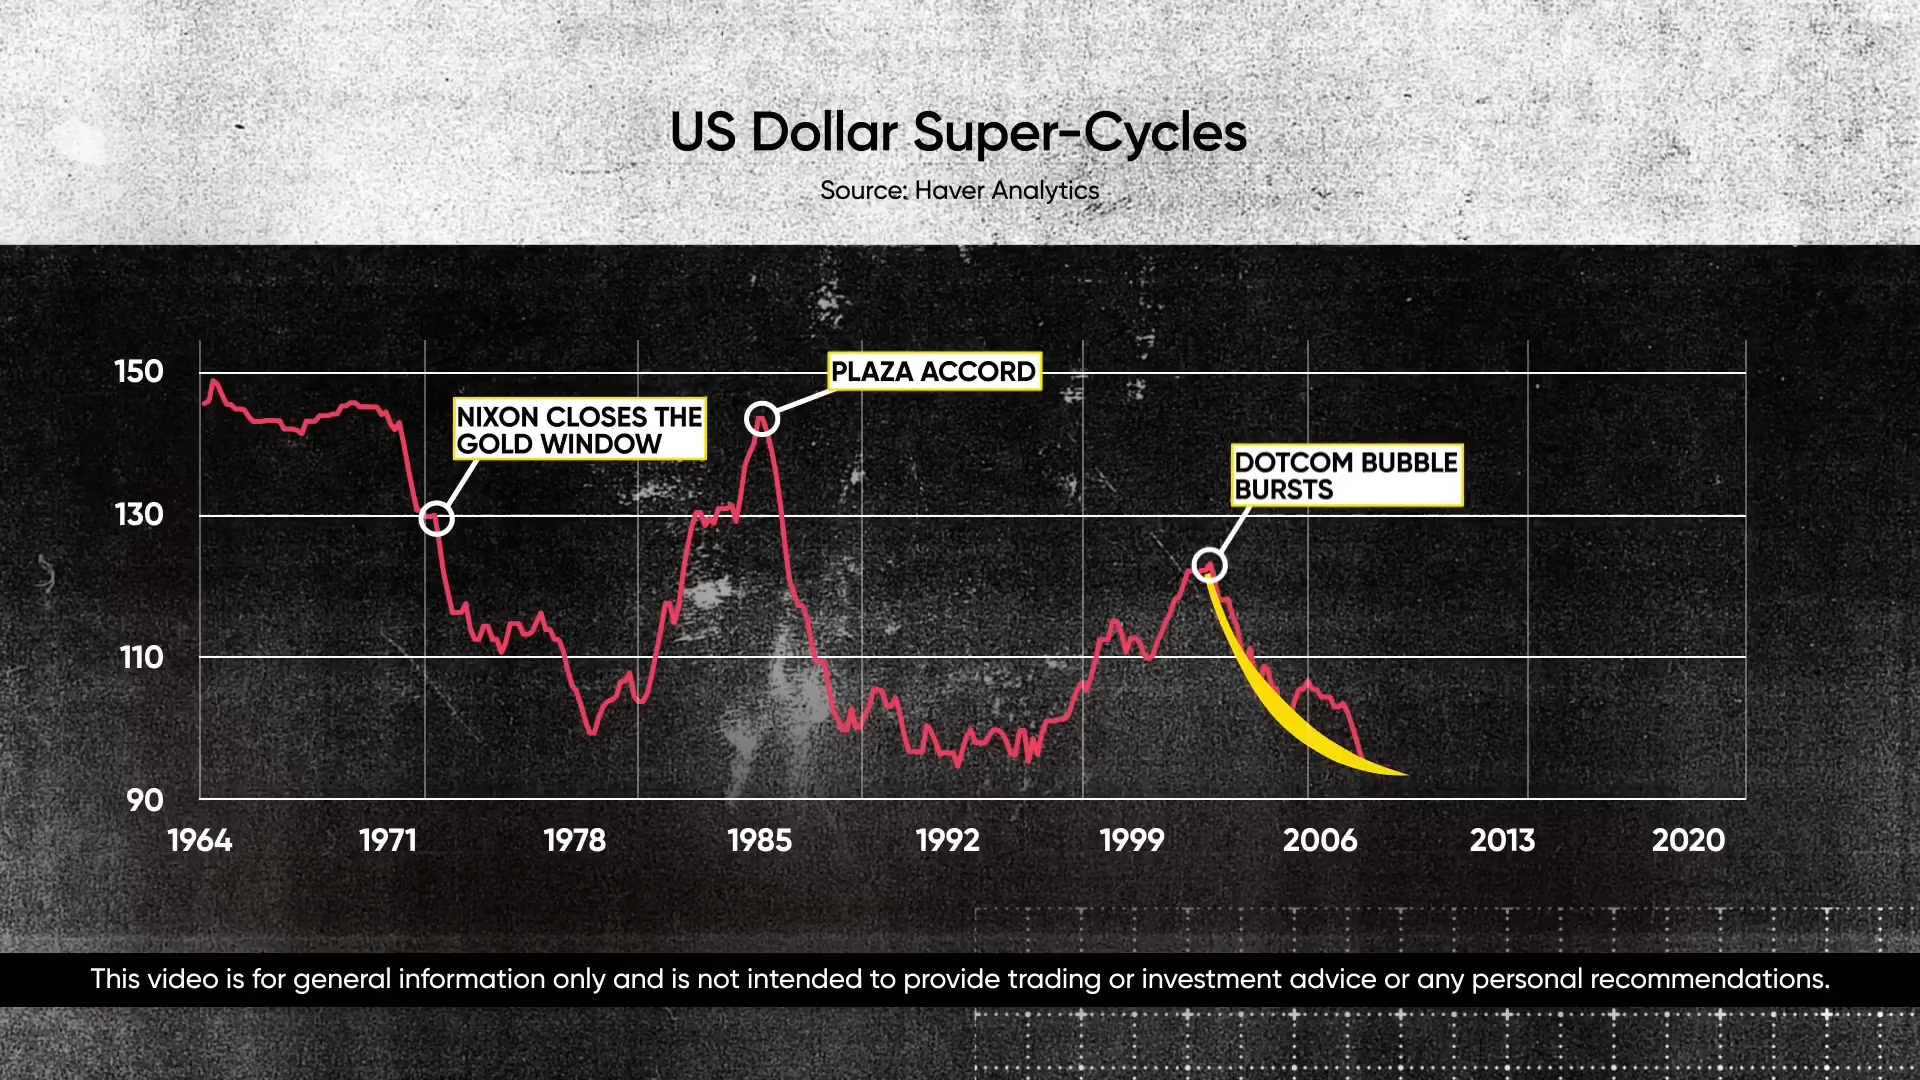 US Dollar Super-Cycles
Source: Haver Analytics
150
130
110
90
NIXON CLOSES THE
GOLD WINDOW
PLAZA ACCORD
DOTCOM BUBBLE
BURSTS
1964 1971 1978 1985 1992 1999 2006 2013 2020
This video is for general information only and is not intended to provide trading or investment advice or any personal recommendations.